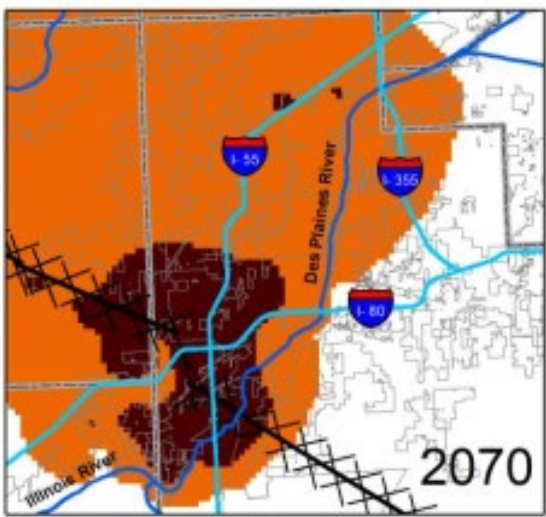 I- 55
I- 355
Des Plaines River
I- 80
2070
Illinois River